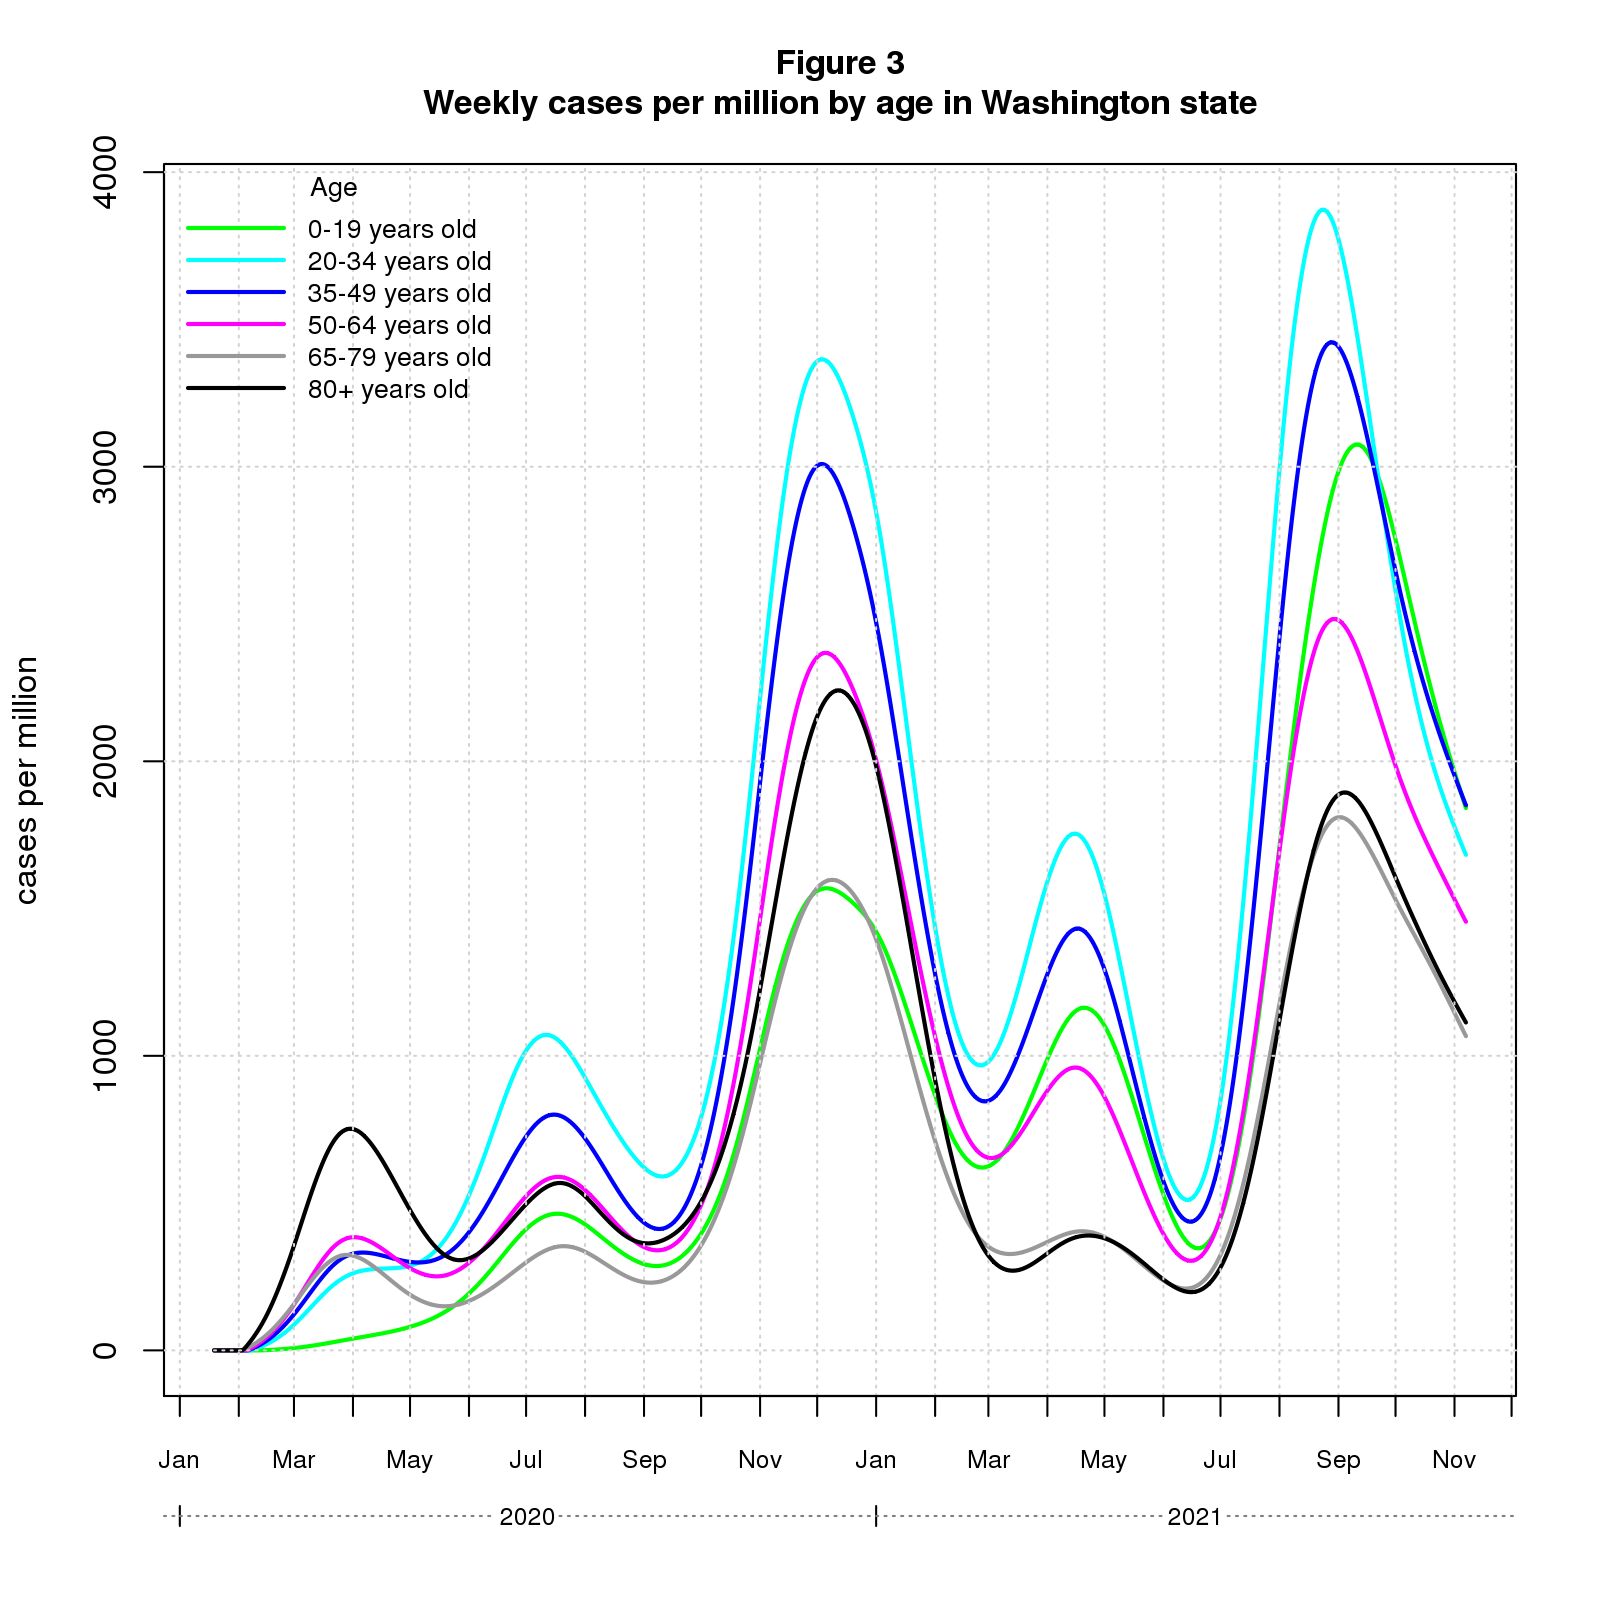 Figure 3
Weekly cases per million by age in Washington state
cases per million
4000
3000
2000
1000
0
Age
0-19 years old
20-34 years old
35-49 years old
50-64 years old
65-79 years old
80+ years old
Jan Mar May Jul Sep Nov Jan Mar May Jul Sep Nov
2020 2021